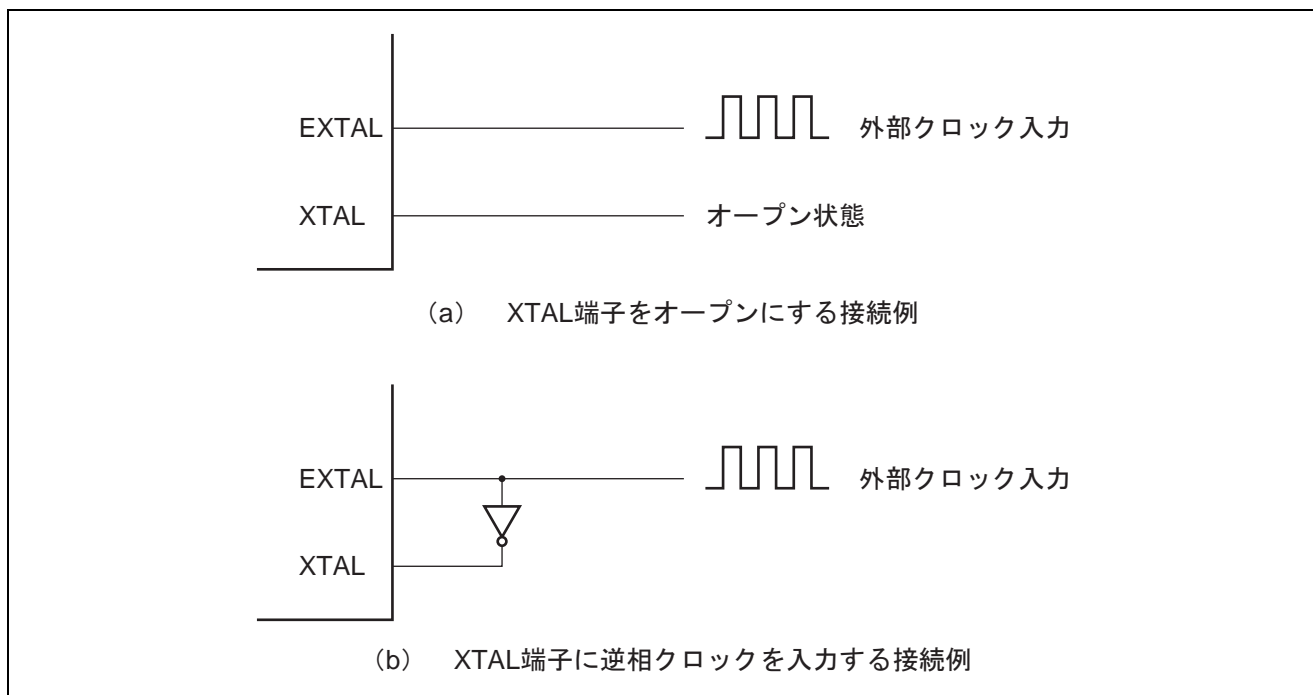 EXTAL 外部クロック入力
XTAL オープン状態
（a） XTAL端子をオープンにする接続例
EXTAL 外部クロック入力
XTAL
（b） XTAL端子に逆相クロックを入力する接続例